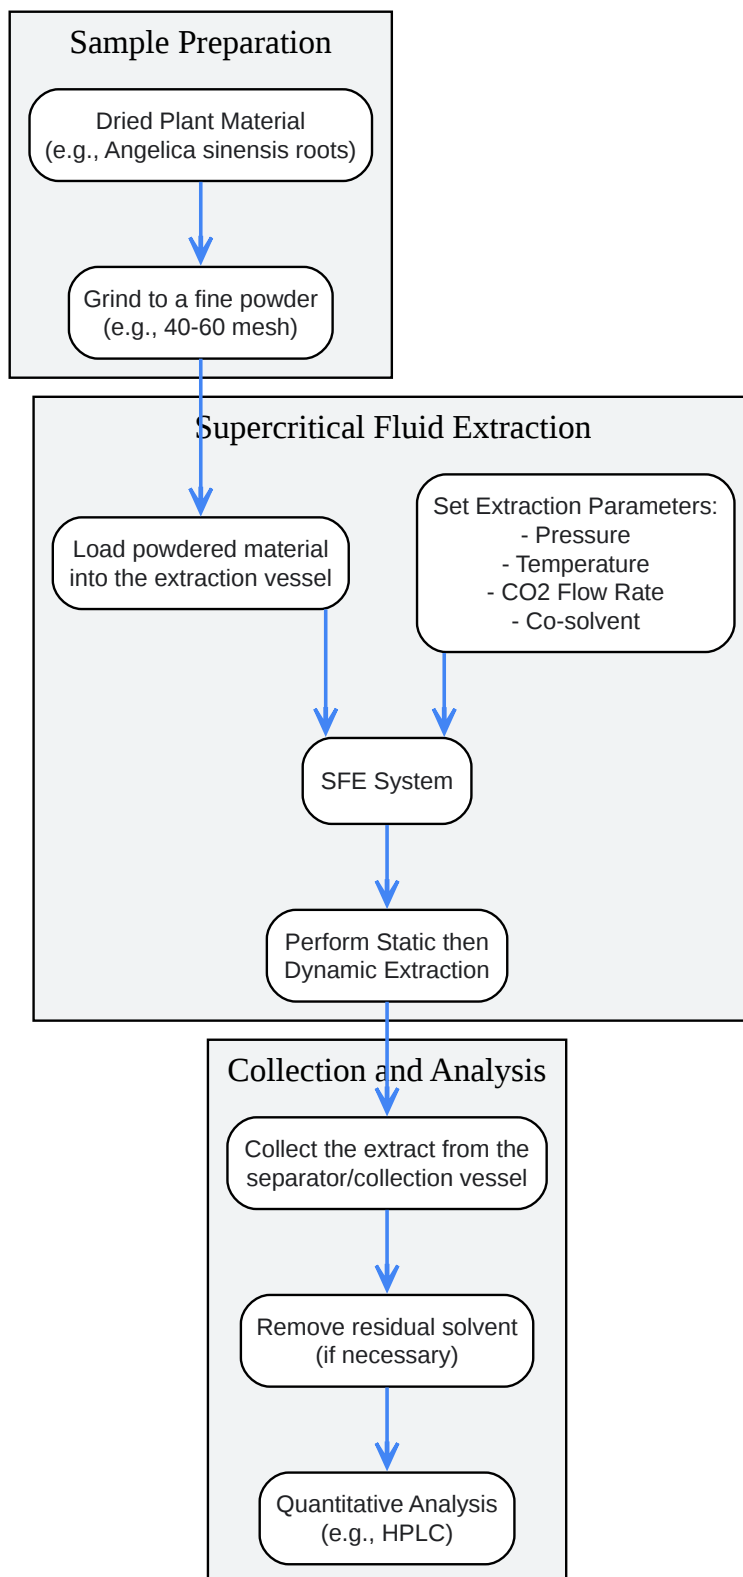 Sample Preparation
Dried Plant Material
(e.g., Angelica sinensis roots)
Grind to a fine powder
(e.g., 40-60 mesh)
Supercritical Fluid Extraction
Load powdered material
into the extraction vessel
Set Extraction Parameters:
- Pressure
- Temperature
- CO2 Flow Rate
- Co-solvent
SFE System
Perform Static then
Dynamic Extraction
Collection and Analysis
Collect the extract from the
separator/collection vessel
Remove residual solvent
(if necessary)
Quantitative Analysis
(e.g., HPLC)